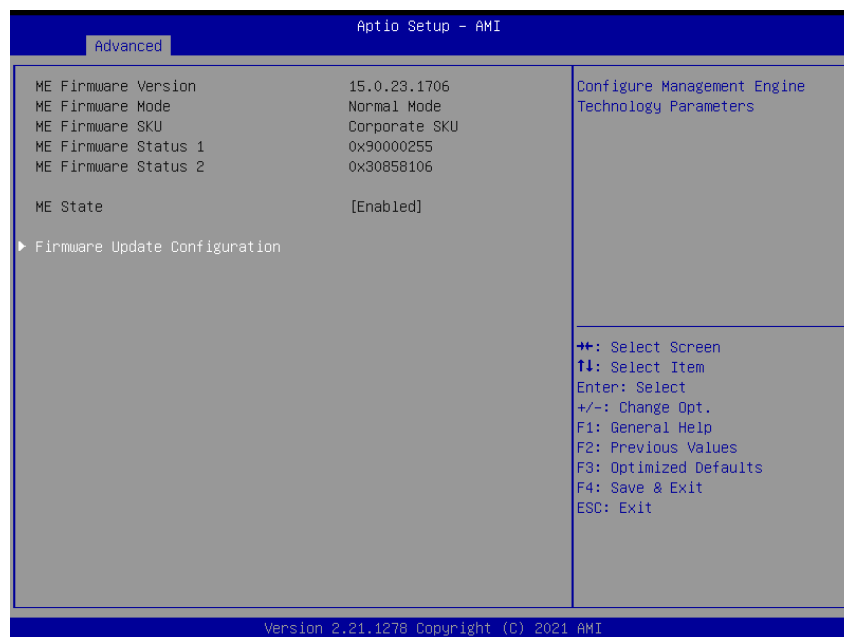 Aptio Setup – AMI
Advanced
ME Firmware Version 15.0.23.1706
ME Firmware Mode Normal Mode
ME Firmware SKU Corporate SKU
ME Firmware Status 1 0x90000255
ME Firmware Status 2 0x30858106
ME State [Enabled]
▶ Firmware Update Configuration
Configure Management Engine
Technology Parameters
→←: Select Screen
↑↓: Select Item
Enter: Select
+/-: Change Opt.
F1: General Help
F2: Previous Values
F3: Optimized Defaults
F4: Save & Exit
ESC: Exit
Version 2.21.1278 Copyright (C) 2021 AMI